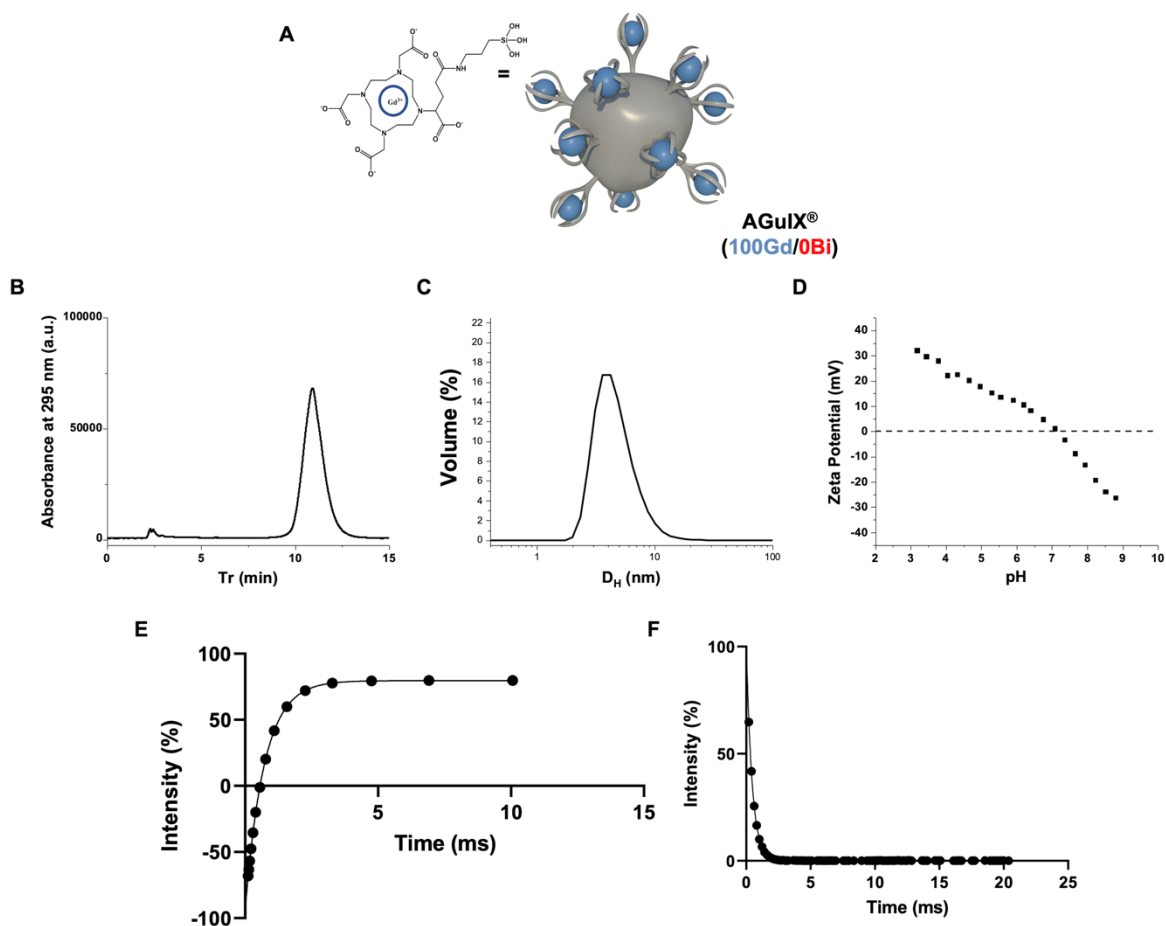 A
O⁻
O
O
NH
Si
OH
OH
OH
=
N
N
N
N
Gd³⁺
⁻O
O
O
O⁻
O
O⁻
AGuIX®
(100Gd/0Bi)
B
100000
50000
0
Absorbance at 295 nm (a.u.)
0 5 10 15
Tr (min)
C
22
20
18
16
14
12
10
8
6
4
2
0
Volume (%)
1 10 100
D_H (nm)
D
40
30
20
10
0
-10
-20
-30
-40
Zeta Potential (mV)
2 3 4 5 6 7 8 9 10
pH
E
100
50
0
-50
-100
Intensity (%)
5 10 15
Time (ms)
F
100
50
0
Intensity (%)
0 5 10 15 20 25
Time (ms)